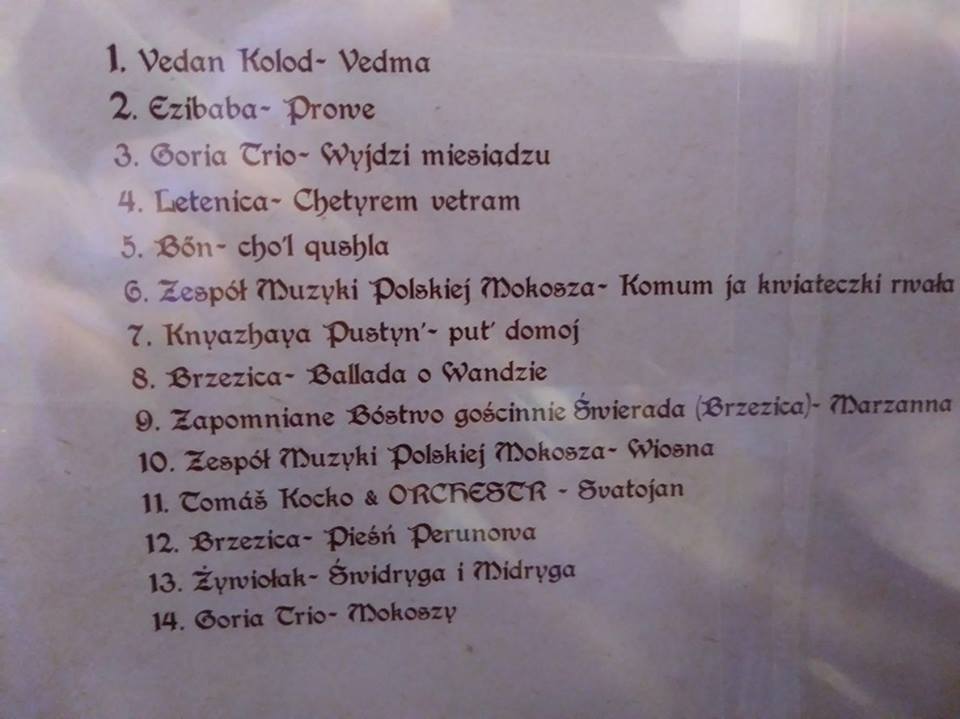 1. Vedan Kolod- Vedma
2. Ezibaba- Prowe
3. Goria Trio- Wyjdzi miesiądzu
4. Letenica- Chetyrem vetram
5. Bőn- cho'l qushla
6. Zespół Muzyki Polskiej Mokosza- Komum ja kwiateczki rwała
7. Knyazhaya Pustyn'- put' domoj
8. Brzezica- Ballada o Wandzie
9. Zapomniane Bóstwo gościnnie Świerada (Brzezica)- Marzanna
10. Zespół Muzyki Polskiej Mokosza- Wiosna
11. Tomáš Kocko & ORCHESTR - Svatojan
12. Brzezica- Pieśń Perunowa
13. Żywiołak- Świdryga i Midryga
14. Goria Trio- Mokoszy